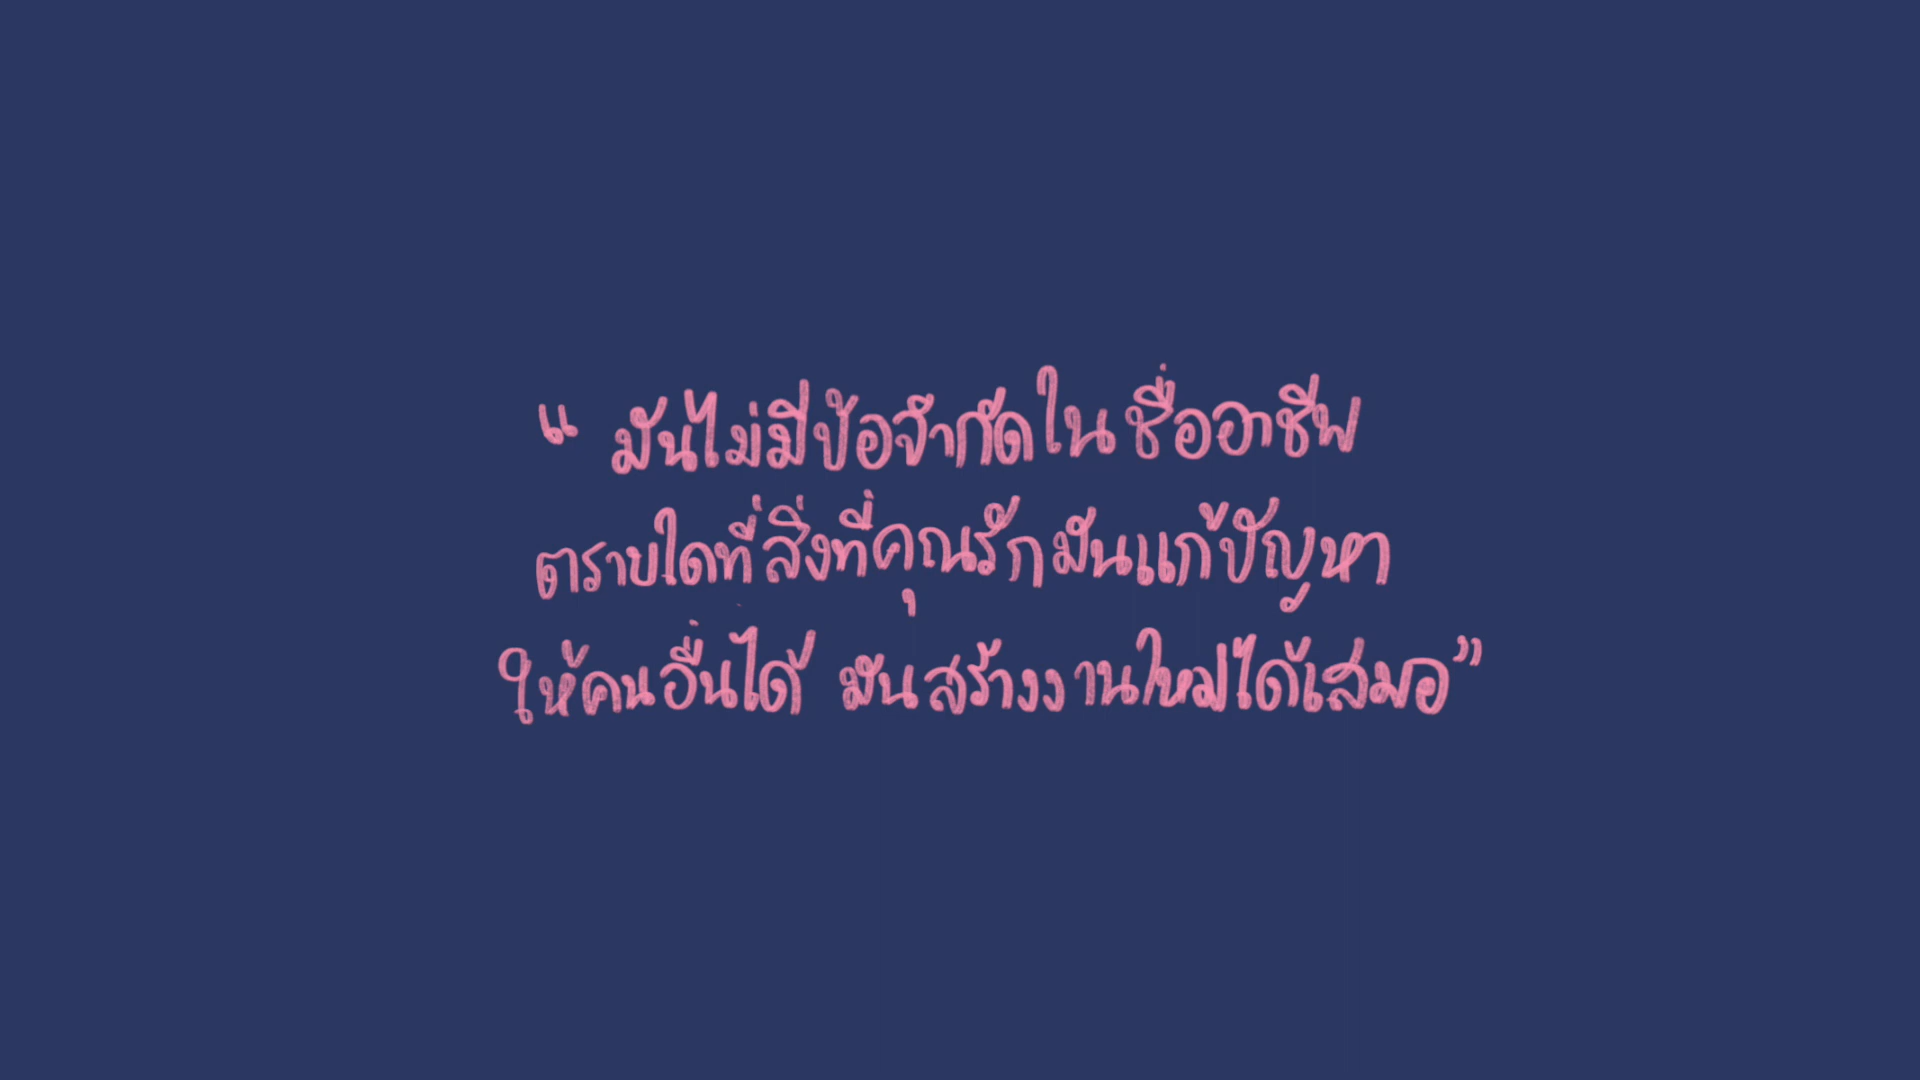 “ มันไม่มีข้อจำกัดในชื่ออาชีพ
ตราบใดที่สิ่งที่คุณรักมันแก้ปัญหา
ให้คนอื่นได้ มันสร้างงานใหม่ได้เสมอ ”